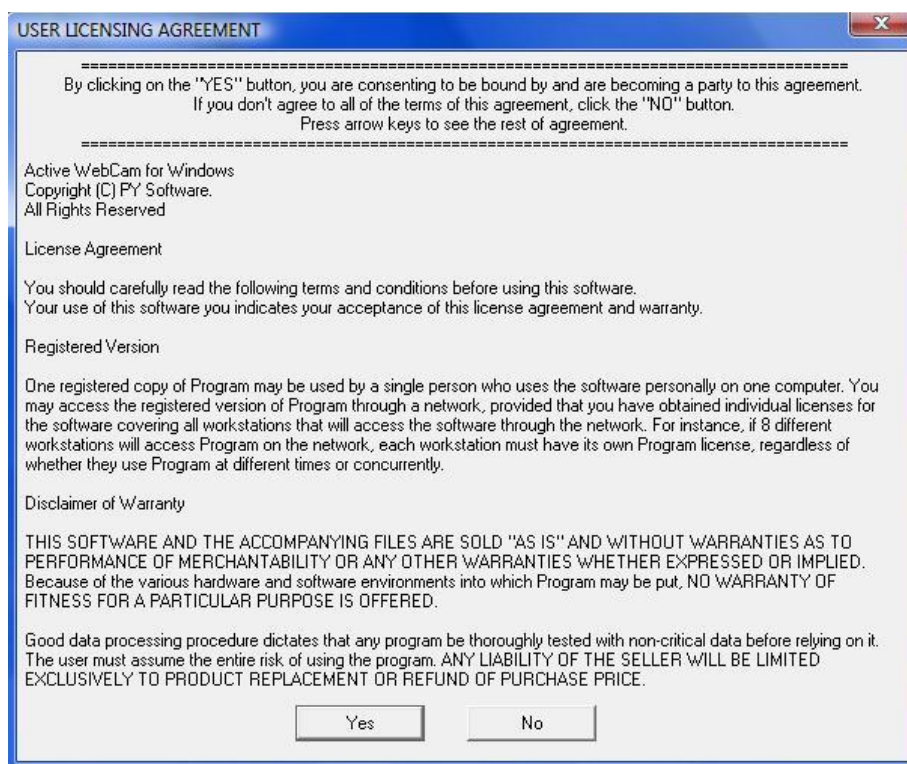 USER LICENSING AGREEMENT
X
=====================================================================================
By clicking on the "YES" button, you are consenting to be bound by and are becoming a party to this agreement.
If you don't agree to all of the terms of this agreement, click the "NO" button.
Press arrow keys to see the rest of agreement.
=====================================================================================
Active WebCam for Windows
Copyright (C) PY Software.
All Rights Reserved
License Agreement
You should carefully read the following terms and conditions before using this software.
Your use of this software you indicates your acceptance of this license agreement and warranty.
Registered Version
One registered copy of Program may be used by a single person who uses the software personally on one computer. You
may access the registered version of Program through a network, provided that you have obtained individual licenses for
the software covering all workstations that will access the software through the network. For instance, if 8 different
workstations will access Program on the network, each workstation must have its own Program license, regardless of
whether they use Program at different times or concurrently.
Disclaimer of Warranty
THIS SOFTWARE AND THE ACCOMPANYING FILES ARE SOLD "AS IS" AND WITHOUT WARRANTIES AS TO
PERFORMANCE OF MERCHANTABILITY OR ANY OTHER WARRANTIES WHETHER EXPRESSED OR IMPLIED.
Because of the various hardware and software environments into which Program may be put, NO WARRANTY OF
FITNESS FOR A PARTICULAR PURPOSE IS OFFERED.
Good data processing procedure dictates that any program be thoroughly tested with non-critical data before relying on it.
The user must assume the entire risk of using the program. ANY LIABILITY OF THE SELLER WILL BE LIMITED
EXCLUSIVELY TO PRODUCT REPLACEMENT OR REFUND OF PURCHASE PRICE.
Yes
No